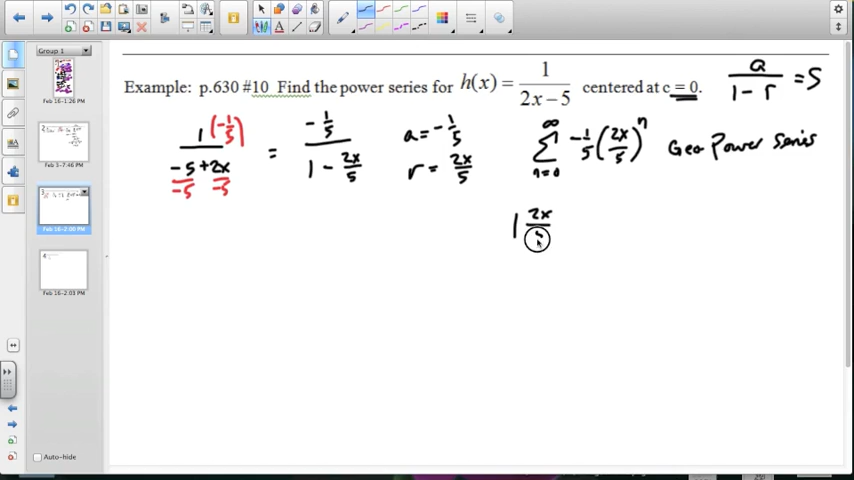 Group 1
Feb 16-1:26 PM
Feb 3-7:46 PM
Feb 16-2:00 PM
Feb 16-2:03 PM
Auto-hide
Example: p.630 #10 Find the power series for h(x) = 1/(2x − 5) centered at c = 0.
a/(1 − r) = S
1(−1/5)/(−5 + 2x) = (−1/5)/(1 − 2x/5)
−5 −5
a = −1/5
r = 2x/5
∞ Σ n=0 −1/5 (2x/5)^n Geo Power Series
| 2x